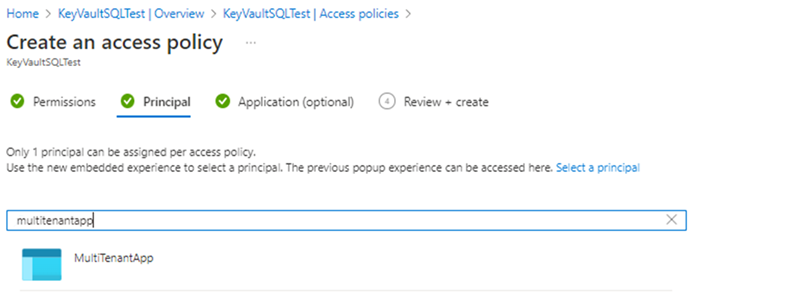 Home > KeyVaultSQLTest | Overview > KeyVaultSQLTest | Access policies >
Create an access policy ...
KeyVaultSQLTest
Permissions Principal Application (optional) 4 Review + create
Only 1 principal can be assigned per access policy.
Use the new embedded experience to select a principal. The previous popup experience can be accessed here. Select a principal
multitenantapp
MultiTenantApp